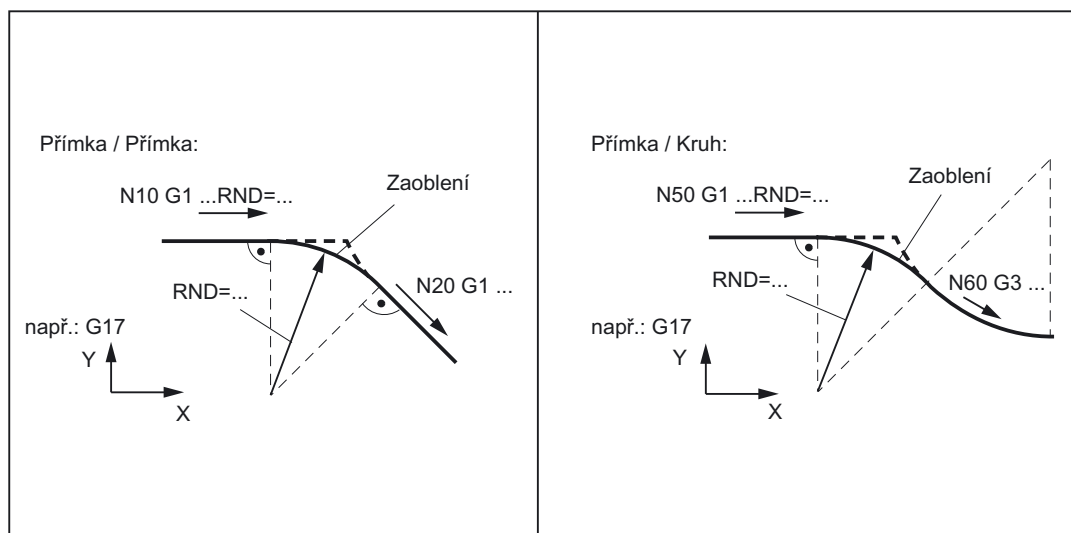 Přímka / Přímka:
Zaoblení
N10 G1 ...RND=...
RND=...
N20 G1 ...
např.: G17
Y
X
Přímka / Kruh:
Zaoblení
N50 G1 ...RND=...
RND=...
N60 G3 ...
např.: G17
Y
X